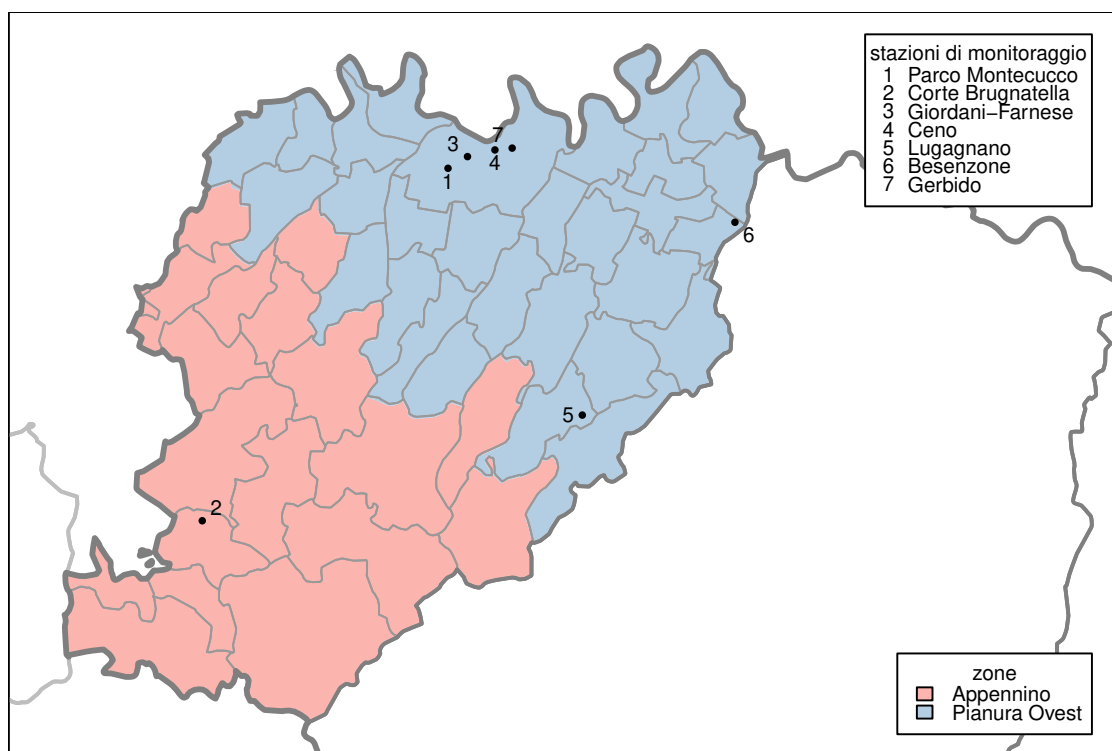 stazioni di monitoraggio
1 Parco Montecucco
2 Corte Brugnatella
3 Giordani−Farnese
4 Ceno
5 Lugagnano
6 Besenzone
7 Gerbido
7
3
4
1
6
5
2
zone
Appennino
Pianura Ovest